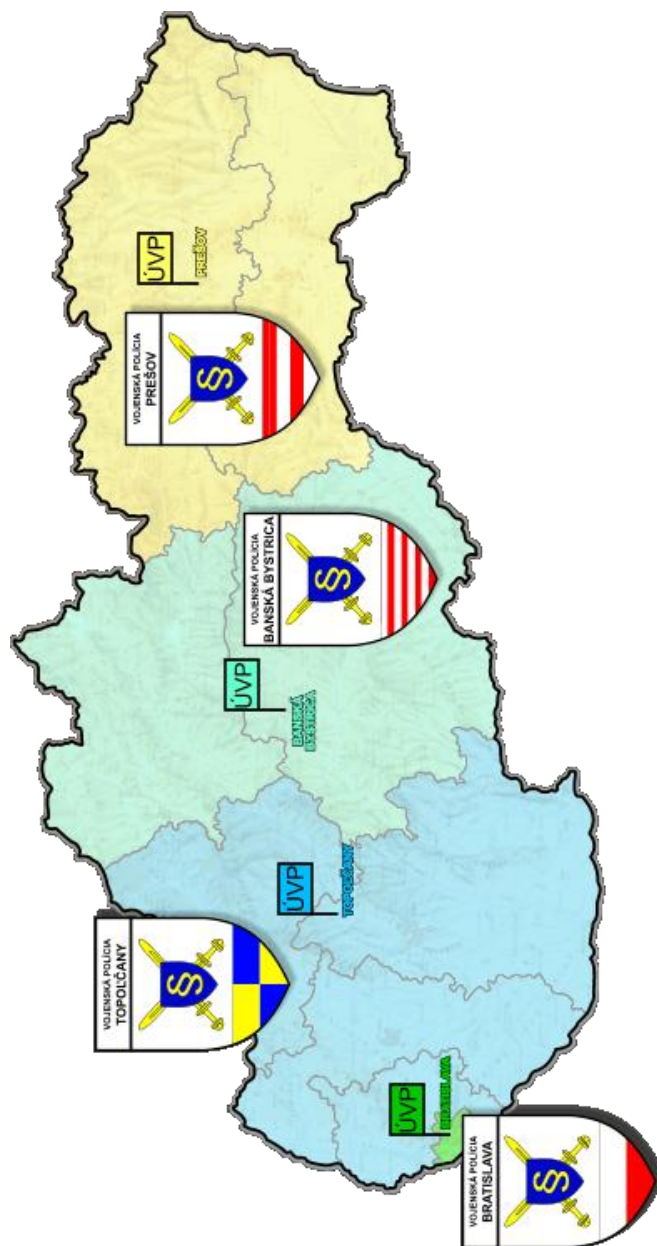 ÚVP
PREŠOV
VOJENSKÁ POLÍCIA
PREŠOV
§
VOJENSKÁ POLÍCIA
BANSKÁ BYSTRICA
§
ÚVP
BANSKÁ
BYSTRICA
ÚVP
TOPOĽČANY
VOJENSKÁ POLÍCIA
TOPOĽČANY
§
ÚVP
BRATISLAVA
VOJENSKÁ POLÍCIA
BRATISLAVA
§